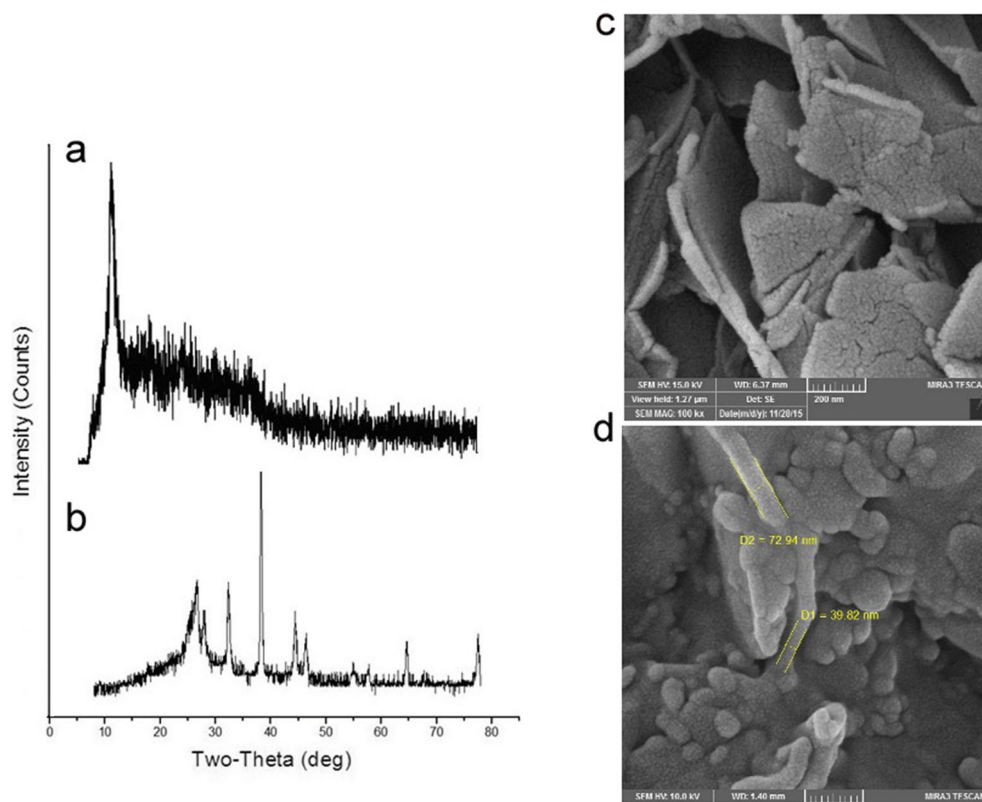 a
b
Intensity (Counts)
0 10 20 30 40 50 60 70 80
Two-Theta (deg)
c
SEM HV: 15.0 kV WD: 6.37 mm MIRA3 TESCAN
View field: 1.27 µm Det: SE 200 nm
SEM MAG: 100 kx Date(m/d/y): 11/28/15
d
D2 = 72.94 nm
D1 = 39.82 nm
SEM HV: 10.0 kV WD: 1.40 mm MIRA3 TESCAN